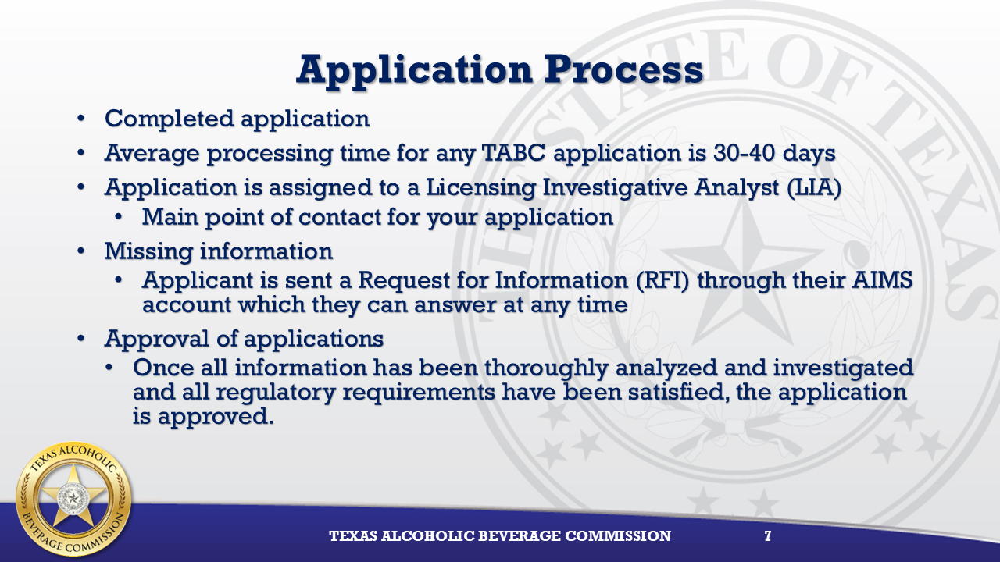 THE STATE OF TEXAS
Application Process
• Completed application
• Average processing time for any TABC application is 30-40 days
• Application is assigned to a Licensing Investigative Analyst (LIA)
• Main point of contact for your application
• Missing information
• Applicant is sent a Request for Information (RFI) through their AIMS
account which they can answer at any time
• Approval of applications
• Once all information has been thoroughly analyzed and investigated
and all regulatory requirements have been satisfied, the application
is approved.
TEXAS ALCOHOLIC
BEVERAGE COMMISSION
TEXAS ALCOHOLIC BEVERAGE COMMISSION 7